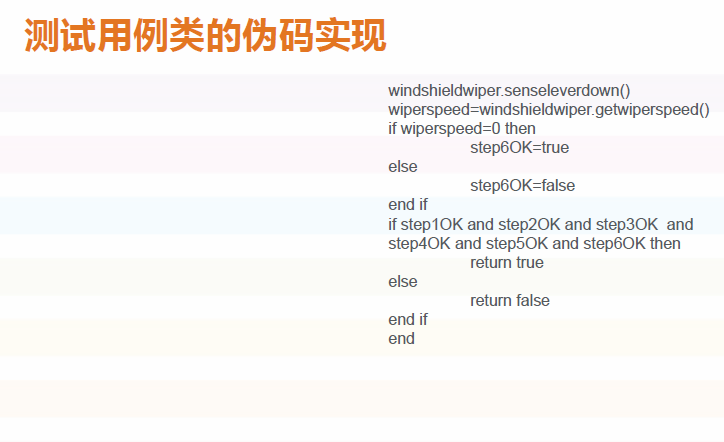 测试用例类的伪码实现
windshieldwiper.senseleverdown()
wiperspeed=windshieldwiper.getwiperspeed()
if wiperspeed=0 then
step6OK=true
else
step6OK=false
end if
if step1OK and step2OK and step3OK and
step4OK and step5OK and step6OK then
return true
else
return false
end if
end